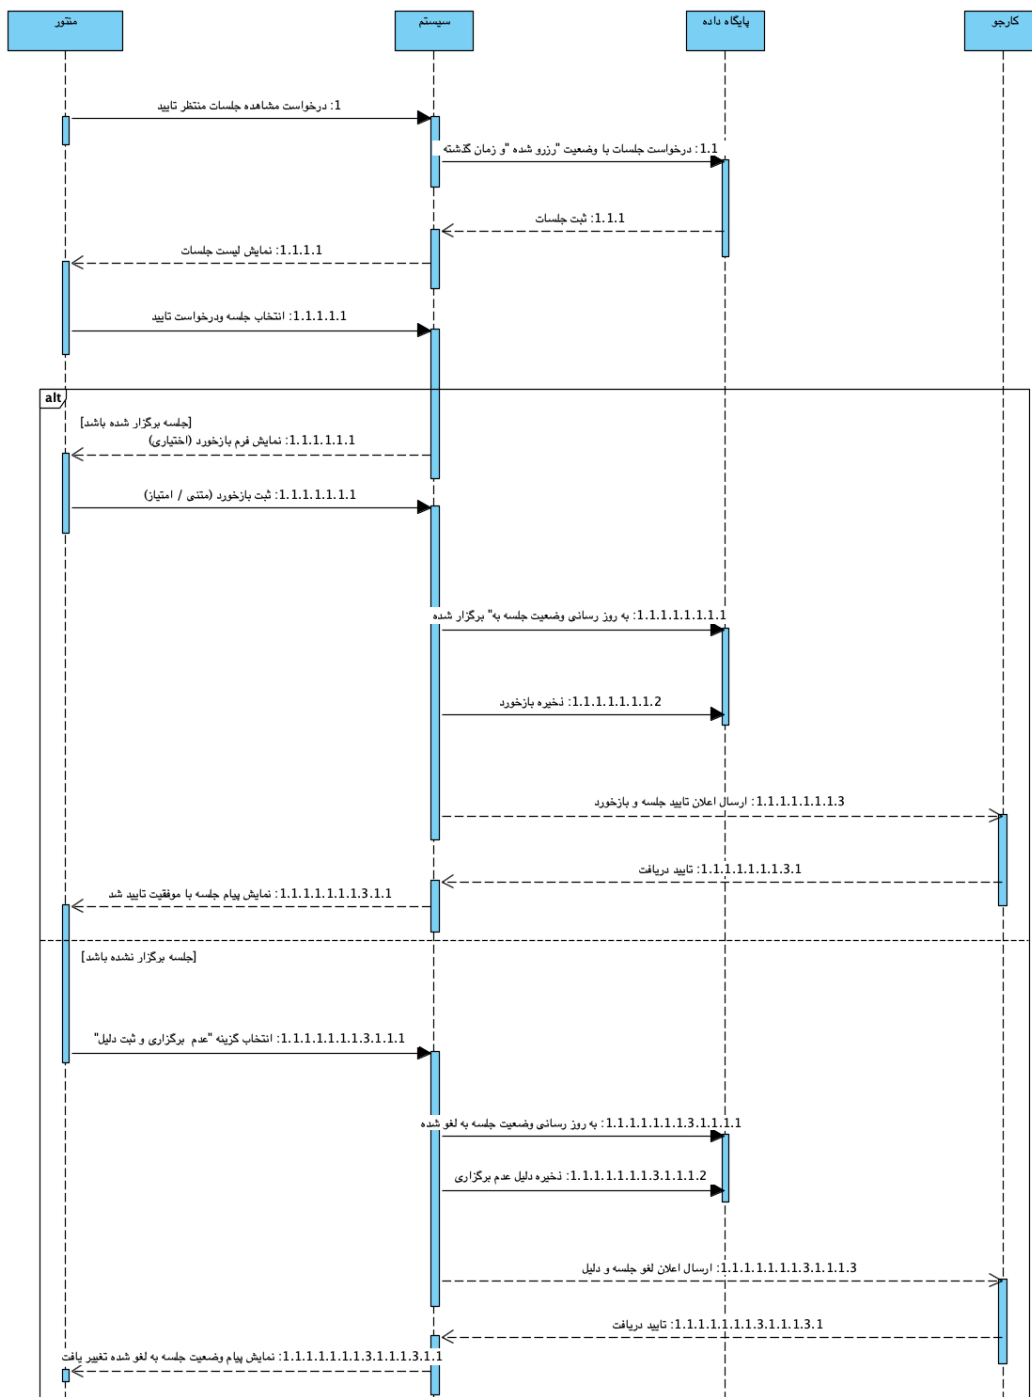 منتور
سیستم
پایگاه داده
کارجو
1: درخواست مشاهده جلسات منتظر تایید
1.1: درخواست جلسات با وضعیت "رزرو شده "و زمان گذشته
1.1.1: ثبت جلسات
1.1.1.1: نمایش لیست جلسات
1.1.1.1.1: انتخاب جلسه ودرخواست تایید
alt
[جلسه برگزار شده باشد]
1.1.1.1.1.1: نمایش فرم بازخورد (اختیاری)
1.1.1.1.1.1.1: ثبت بازخورد (متنی / امتیاز)
1.1.1.1.1.1.1.1: به روز رسانی وضعیت جلسه به" برگزار شده
1.1.1.1.1.1.1.2: ذخیره بازخورد
1.1.1.1.1.1.1.3: ارسال اعلان تایید جلسه و بازخورد
1.1.1.1.1.1.1.3.1: تایید دریافت
1.1.1.1.1.1.1.3.1.1: نمایش پیام جلسه با موفقیت تایید شد
[جلسه برگزار نشده باشد]
1.1.1.1.1.1.1.3.1.1.1: انتخاب گزینه "عدم برگزاری و ثبت دلیل"
1.1.1.1.1.1.1.3.1.1.1.1: به روز رسانی وضعیت جلسه به لغو شده
1.1.1.1.1.1.1.3.1.1.1.2: ذخیره دلیل عدم برگزاری
1.1.1.1.1.1.1.3.1.1.1.3: ارسال اعلان لغو جلسه و دلیل
1.1.1.1.1.1.1.3.1.1.1.3.1: تایید دریافت
1.1.1.1.1.1.1.3.1.1.1.3.1.1: نمایش پیام وضعیت جلسه به لغو شده تغییر یافت